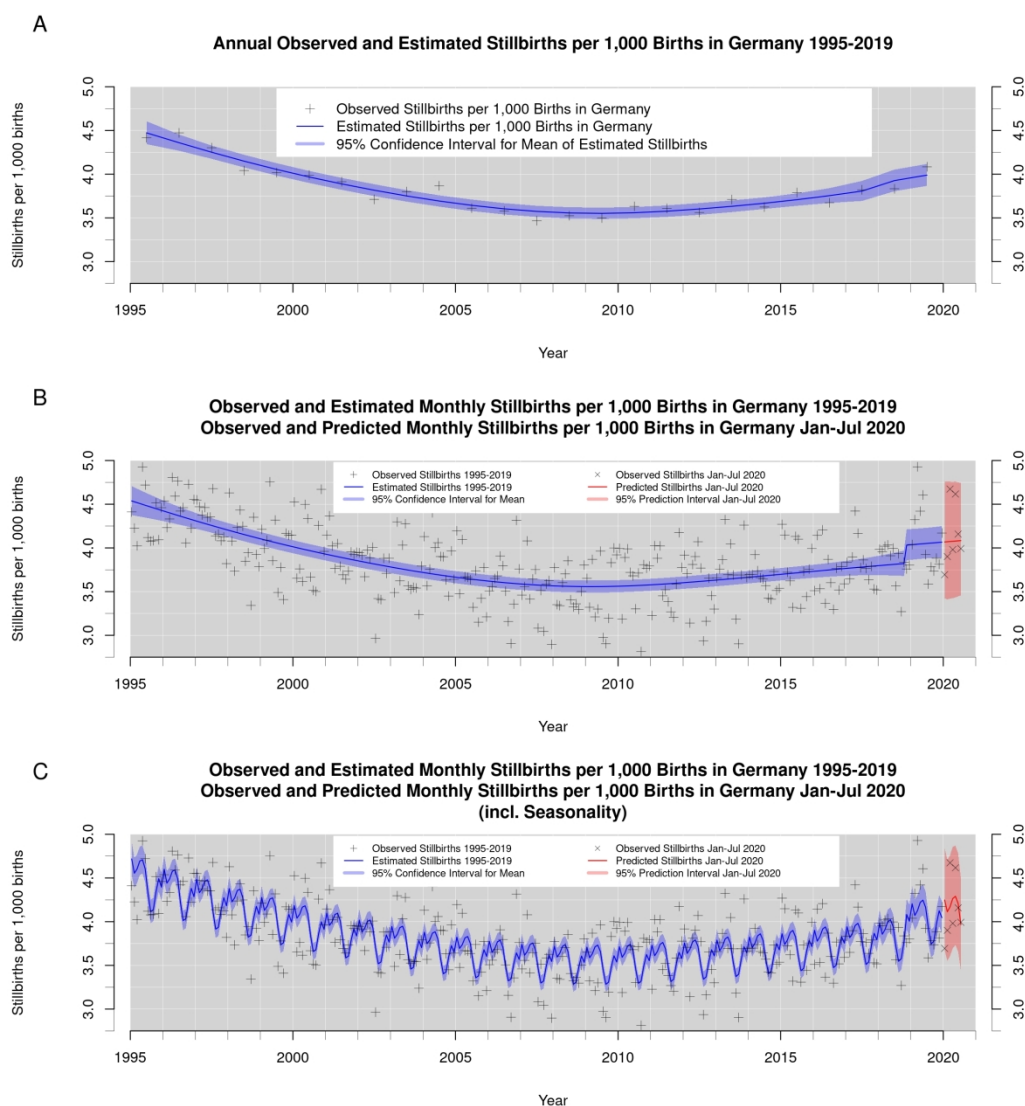 A
Annual Observed and Estimated Stillbirths per 1,000 Births in Germany 1995-2019
Stillbirths per 1,000 births
5.0
4.5
4.0
3.5
3.0
Observed Stillbirths per 1,000 Births in Germany
Estimated Stillbirths per 1,000 Births in Germany
95% Confidence Interval for Mean of Estimated Stillbirths
5.0
4.5
4.0
3.5
3.0
1995 2000 2005 2010 2015 2020
Year
B
Observed and Estimated Monthly Stillbirths per 1,000 Births in Germany 1995-2019
Observed and Predicted Monthly Stillbirths per 1,000 Births in Germany Jan-Jul 2020
Stillbirths per 1,000 births
5.0
4.5
4.0
3.5
3.0
Observed Stillbirths 1995-2019 Observed Stillbirths Jan-Jul 2020
Estimated Stillbirths 1995-2019 Predicted Stillbirths Jan-Jul 2020
95% Confidence Interval for Mean 95% Prediction Interval Jan-Jul 2020
5.0
4.5
4.0
3.5
3.0
1995 2000 2005 2010 2015 2020
Year
C
Observed and Estimated Monthly Stillbirths per 1,000 Births in Germany 1995-2019
Observed and Predicted Monthly Stillbirths per 1,000 Births in Germany Jan-Jul 2020
(incl. Seasonality)
Stillbirths per 1,000 births
5.0
4.5
4.0
3.5
3.0
Observed Stillbirths 1995-2019 Observed Stillbirths Jan-Jul 2020
Estimated Stillbirths 1995-2019 Predicted Stillbirths Jan-Jul 2020
95% Confidence Interval for Mean 95% Prediction Interval Jan-Jul 2020
5.0
4.5
4.0
3.5
3.0
1995 2000 2005 2010 2015 2020
Year